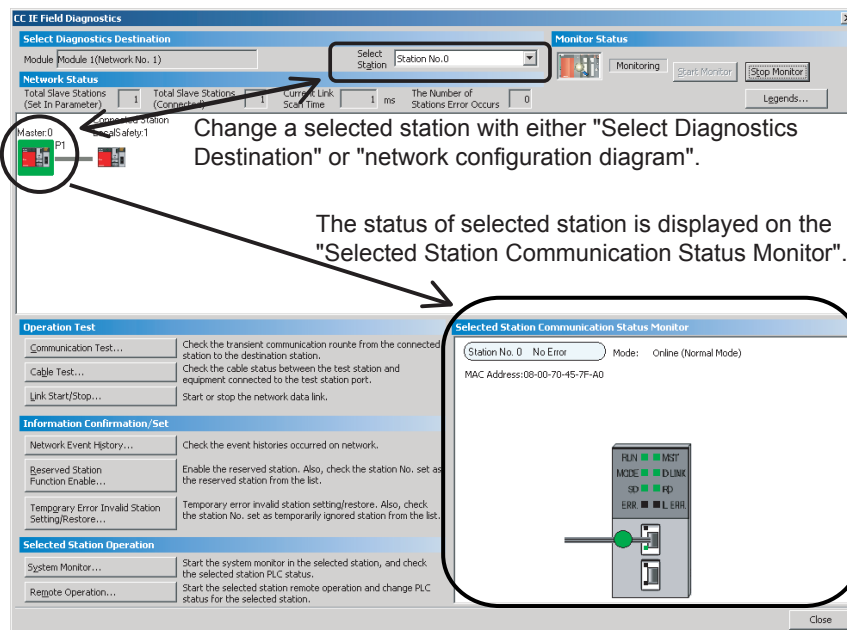 CC IE Field Diagnostics
Select Diagnostics Destination
Monitor Status
Module Module 1(Network No. 1)
Select Station Station No.0
Monitoring
Start Monitor
Stop Monitor
Network Status
Total Slave Stations (Set In Parameter) 1
Total Slave Stations (Connected) 1
Current Link Scan Time 1 ms
The Number of Stations Error Occurs 0
Legends...
Connected Station
Master:0
LocalSafety:1
P1
Change a selected station with either "Select Diagnostics
Destination" or "network configuration diagram".
The status of selected station is displayed on the
"Selected Station Communication Status Monitor".
Operation Test
Communication Test...
Check the transient communication rounte from the connected
station to the destination station.
Cable Test...
Check the cable status between the test station and
equipment connected to the test station port.
Link Start/Stop...
Start or stop the network data link.
Information Confirmation/Set
Network Event History...
Check the event histories occurred on network.
Reserved Station
Function Enable...
Enable the reserved station. Also, check the station No. set as
the reserved station from the list.
Temporary Error Invalid Station
Setting/Restore...
Temporary error invalid station setting/restore. Also, check
the station No. set as temporarily ignored station from the list.
Selected Station Operation
System Monitor...
Start the system monitor in the selected station, and check
the selected station PLC status.
Remote Operation...
Start the selected station remote operation and change PLC
status for the selected station.
Selected Station Communication Status Monitor
Station No. 0 No Error
Mode: Online (Normal Mode)
MAC Address:08-00-70-45-7F-A0
RUN MST
MODE D LINK
SD RD
ERR. L ERR.
Close